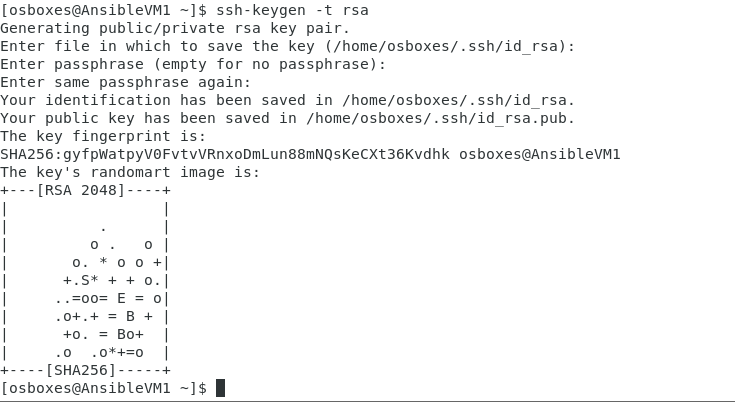 [osboxes@AnsibleVM1 ~]$ ssh-keygen -t rsa
Generating public/private rsa key pair.
Enter file in which to save the key (/home/osboxes/.ssh/id_rsa):
Enter passphrase (empty for no passphrase):
Enter same passphrase again:
Your identification has been saved in /home/osboxes/.ssh/id_rsa.
Your public key has been saved in /home/osboxes/.ssh/id_rsa.pub.
The key fingerprint is:
SHA256:gyfpWatpyV0FvtvVRnxoDmLun88mNQsKeCXt36Kvdhk osboxes@AnsibleVM1
The key's randomart image is:
+---[RSA 2048]----+
|                 |
|          .      |
|         o .   o |
|       o. * o o +|
|      +.S* + + o.|
|     ..=oo= E = o|
|     .o+.+ = B + |
|      +o. = Bo+  |
|     .o  .o*+=o  |
+----[SHA256]-----+
[osboxes@AnsibleVM1 ~]$